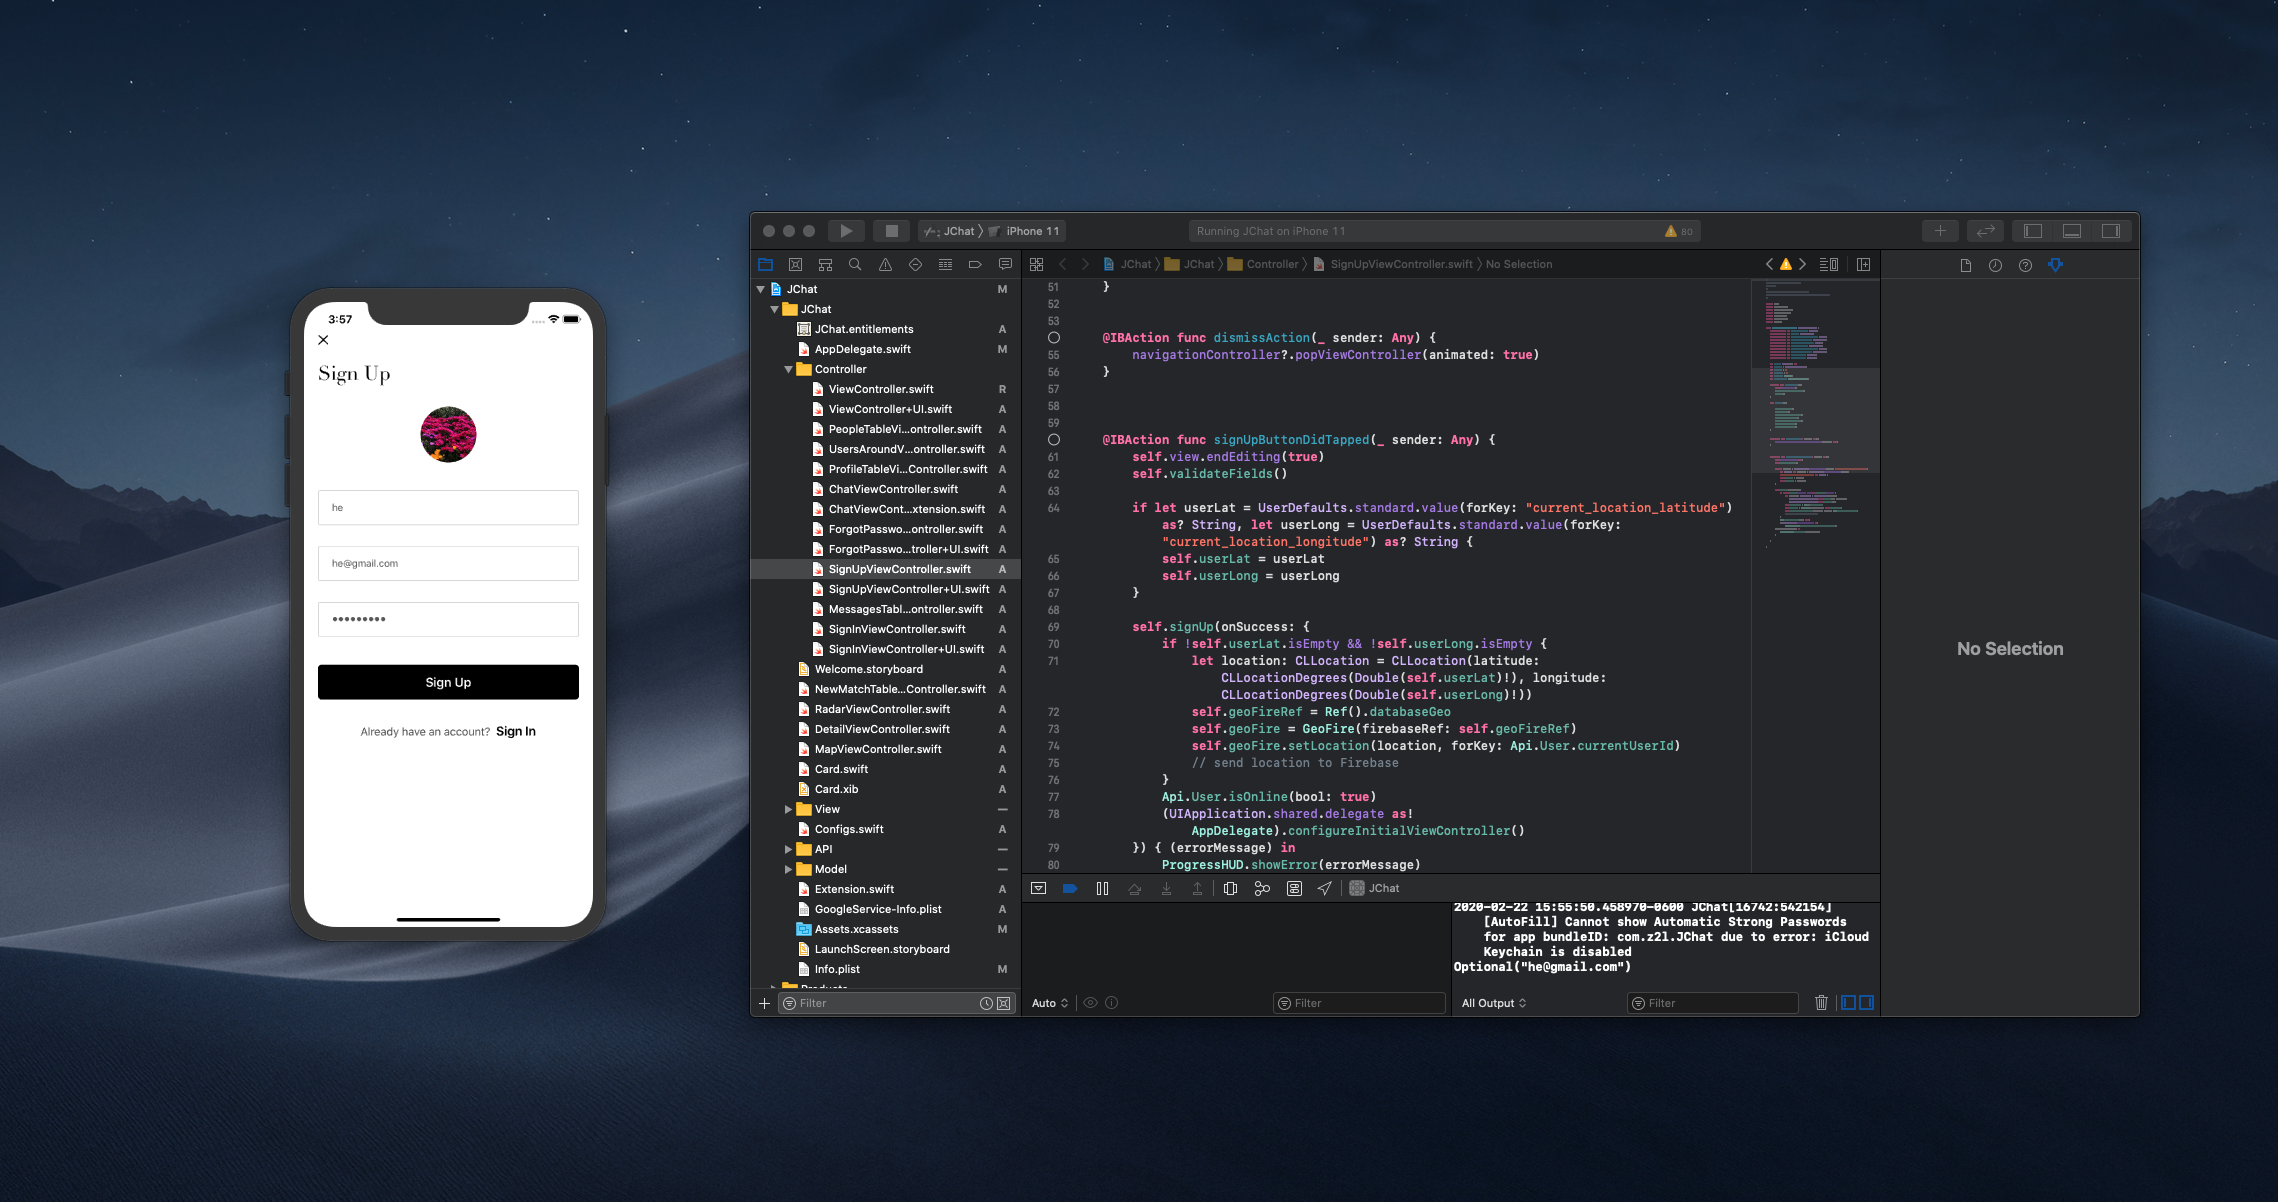 3:57
Sign Up
he
he@gmail.com
•••••••••
Sign Up
Already have an account? Sign In
JChat 〉 iPhone 11
Running JChat on iPhone 11
80
JChat M
JChat
JChat.entitlements A
AppDelegate.swift M
Controller
ViewController.swift R
ViewController+UI.swift A
PeopleTableVi...ontroller.swift A
UsersAroundV...ontroller.swift A
ProfileTableVi...Controller.swift A
ChatViewController.swift A
ChatViewCont...xtension.swift A
ForgotPasswo...ontroller.swift A
ForgotPasswo...troller+UI.swift A
SignUpViewController.swift A
SignUpViewController+UI.swift A
MessagesTabl...ontroller.swift A
SignInViewController.swift A
SignInViewController+UI.swift A
Welcome.storyboard A
NewMatchTable...Controller.swift A
RadarViewController.swift A
DetailViewController.swift A
MapViewController.swift A
Card.swift A
Card.xib A
View —
Configs.swift A
API —
Model —
Extension.swift A
GoogleService-Info.plist A
Assets.xcassets M
LaunchScreen.storyboard
Info.plist M
Products
Filter
JChat 〉 JChat 〉 Controller 〉 SignUpViewController.swift 〉 No Selection
51 }
52
53
@IBAction func dismissAction(_ sender: Any) {
55 navigationController?.popViewController(animated: true)
56 }
57
58
59
@IBAction func signUpButtonDidTapped(_ sender: Any) {
61 self.view.endEditing(true)
62 self.validateFields()
63
64 if let userLat = UserDefaults.standard.value(forKey: "current_location_latitude")
as? String, let userLong = UserDefaults.standard.value(forKey:
"current_location_longitude") as? String {
65 self.userLat = userLat
66 self.userLong = userLong
67 }
68
69 self.signUp(onSuccess: {
70 if !self.userLat.isEmpty && !self.userLong.isEmpty {
71 let location: CLLocation = CLLocation(latitude:
CLLocationDegrees(Double(self.userLat)!), longitude:
CLLocationDegrees(Double(self.userLong)!))
72 self.geoFireRef = Ref().databaseGeo
73 self.geoFire = GeoFire(firebaseRef: self.geoFireRef)
74 self.geoFire.setLocation(location, forKey: Api.User.currentUserId)
75 // send location to Firebase
76 }
77 Api.User.isOnline(bool: true)
78 (UIApplication.shared.delegate as!
AppDelegate).configureInitialViewController()
79 }) { (errorMessage) in
80 ProgressHUD.showError(errorMessage)
JChat
2020-02-22 15:55:50.458970-0600 JChat[16742:542154]
[AutoFill] Cannot show Automatic Strong Passwords
for app bundleID: com.z2l.JChat due to error: iCloud
Keychain is disabled
Optional("he@gmail.com")
Auto
Filter
All Output
Filter
No Selection